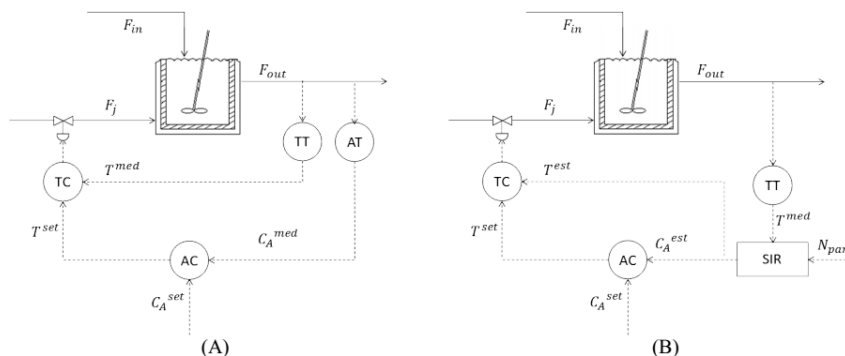 F_in
F_out
F_j
TT
AT
TC
T^med
T^set
C_A^med
AC
C_A^set
(A)
F_in
F_out
F_j
TT
TC
T^est
T^med
T^set
C_A^est
N_par
AC
SIR
C_A^set
(B)